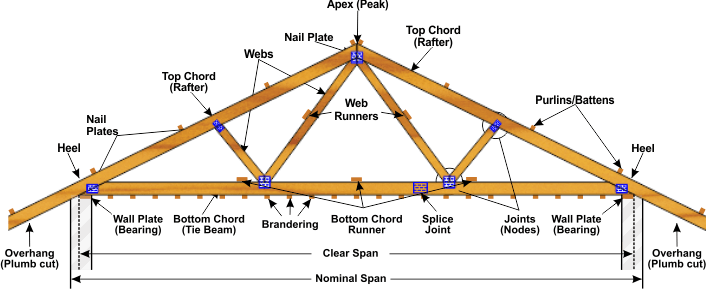 Apex (Peak)
Nail Plate
Top Chord
(Rafter)
Webs
Top Chord
(Rafter)
Web
Runners
Purlins/Battens
Nail
Plates
Heel
Heel
Wall Plate
(Bearing)
Bottom Chord
(Tie Beam)
Brandering
Bottom Chord
Runner
Splice
Joint
Joints
(Nodes)
Wall Plate
(Bearing)
Overhang
(Plumb cut)
Clear Span
Overhang
(Plumb cut)
Nominal Span